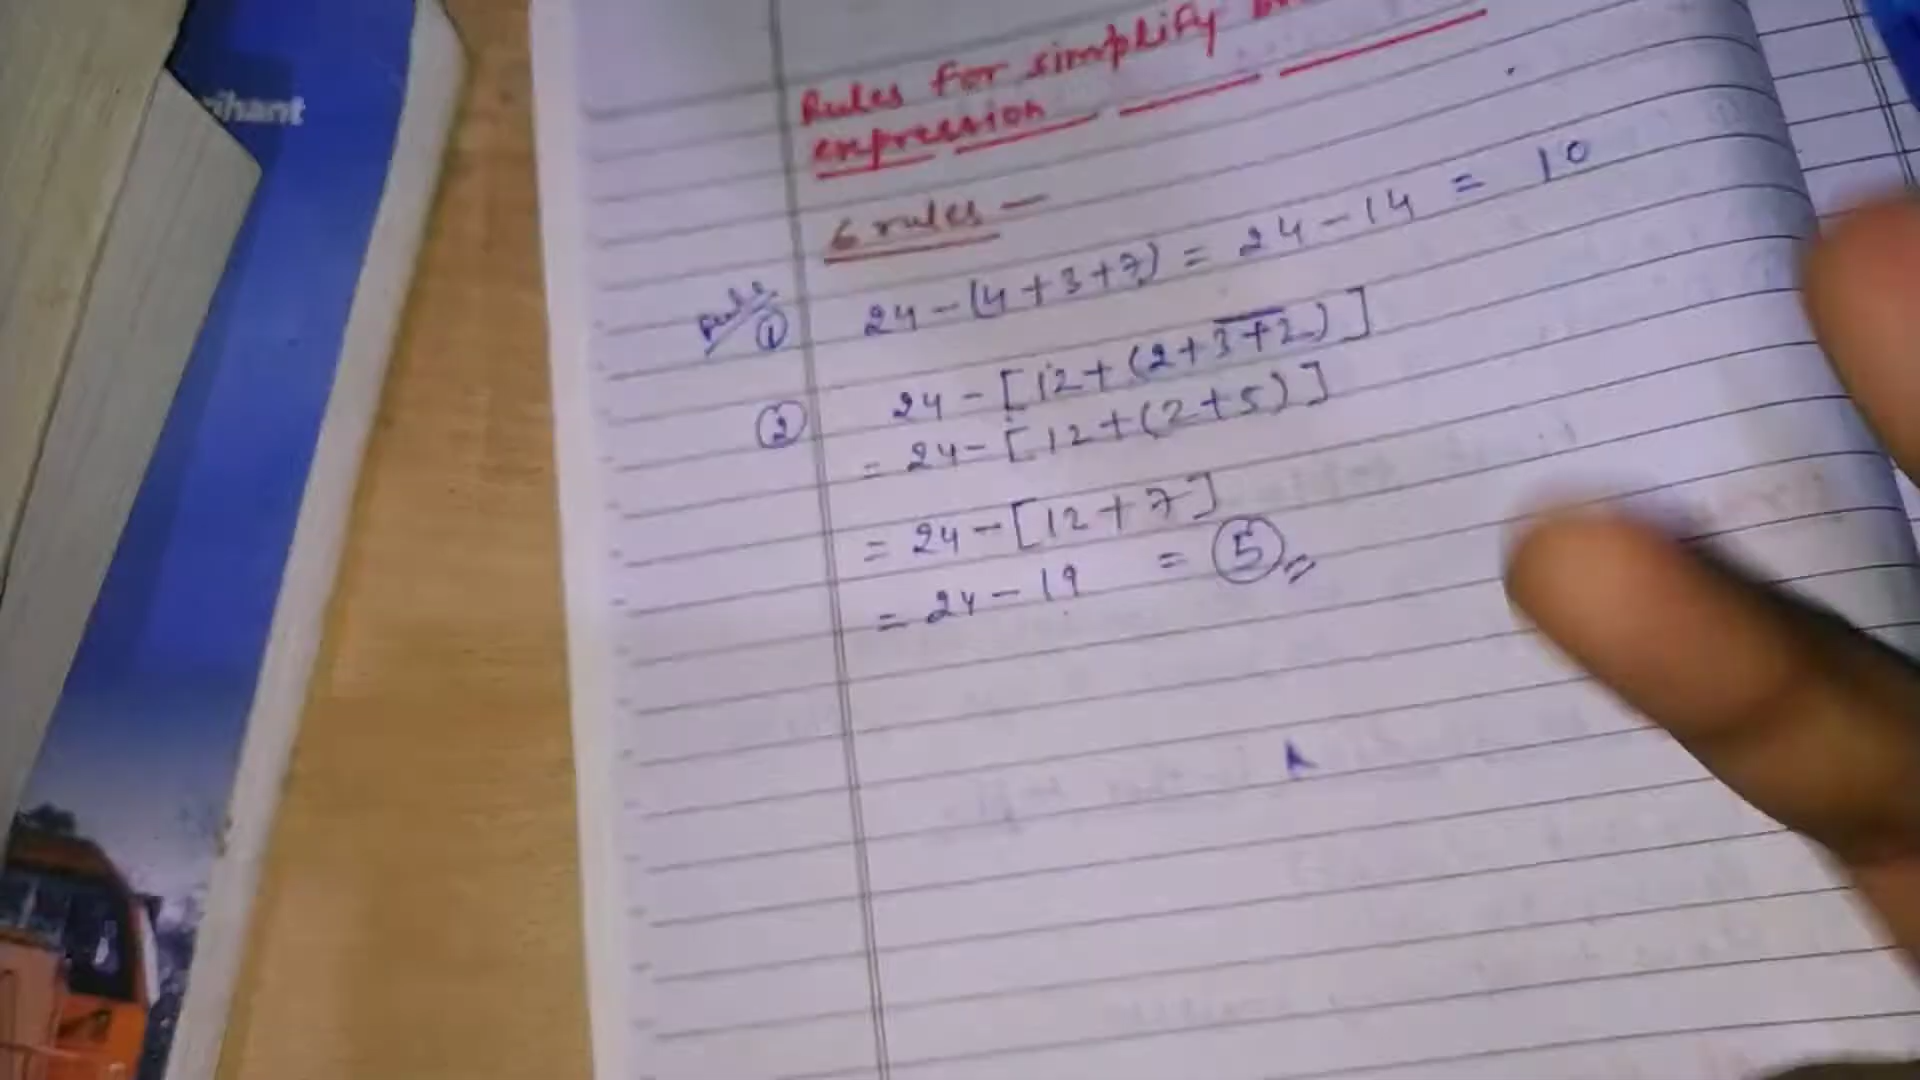 rihant
Rules for simplify
expression
6 rules —
Rule
① 24 - (4 + 3 + 7) = 24 - 14 = 10
② 24 - [12 + (2 + 3̅ ̅+̅ ̅2̅)]
= 24 - [12 + (2 + 5)]
= 24 - [12 + 7]
= 24 - 19 = 5